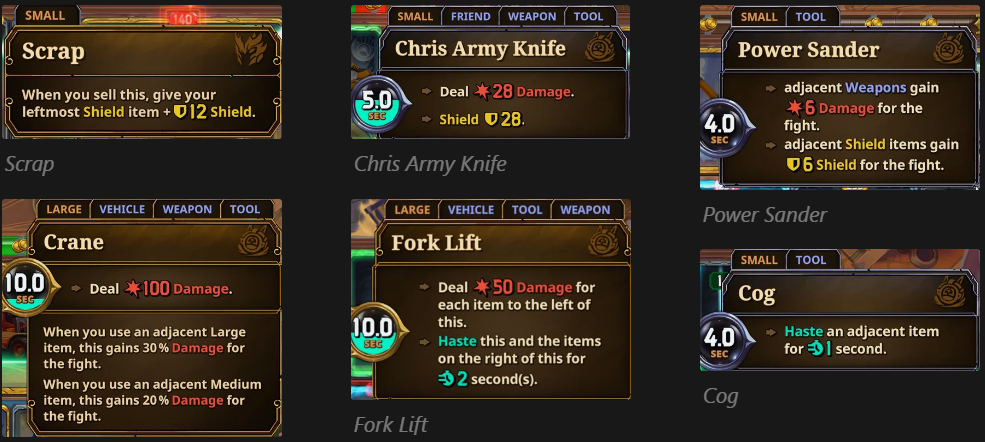 SMALL
140
Scrap
When you sell this, give your
leftmost Shield item + 12 Shield.
Scrap
SMALL FRIEND WEAPON TOOL
Chris Army Knife
5.0
SEC
Deal 28 Damage.
Shield 28.
Chris Army Knife
SMALL TOOL
Power Sander
4.0
SEC
adjacent Weapons gain
6 Damage for the
fight.
adjacent Shield items gain
6 Shield for the fight.
Power Sander
LARGE VEHICLE WEAPON TOOL
Crane
10.0
SEC
Deal 100 Damage.
When you use an adjacent Large
item, this gains 30% Damage for
the fight.
When you use an adjacent Medium
item, this gains 20% Damage for
the fight.
LARGE VEHICLE TOOL WEAPON
Fork Lift
10.0
SEC
Deal 50 Damage for
each item to the left of
this.
Haste this and the items
on the right of this for
2 second(s).
Fork Lift
SMALL TOOL
Cog
4.0
SEC
Haste an adjacent item
for 1 second.
Cog